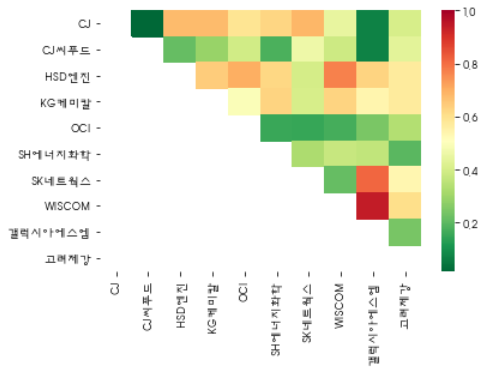 CJ
CJ씨푸드
HSD엔진
KG케미칼
OCI
SH에너지화학
SK네트웍스
WISCOM
갤럭시아에스엠
고려제강
CJ
CJ씨푸드
HSD엔진
KG케미칼
OCI
SH에너지화학
SK네트웍스
WISCOM
갤럭시아에스엠
고려제강
1.0
0.8
0.6
0.4
0.2